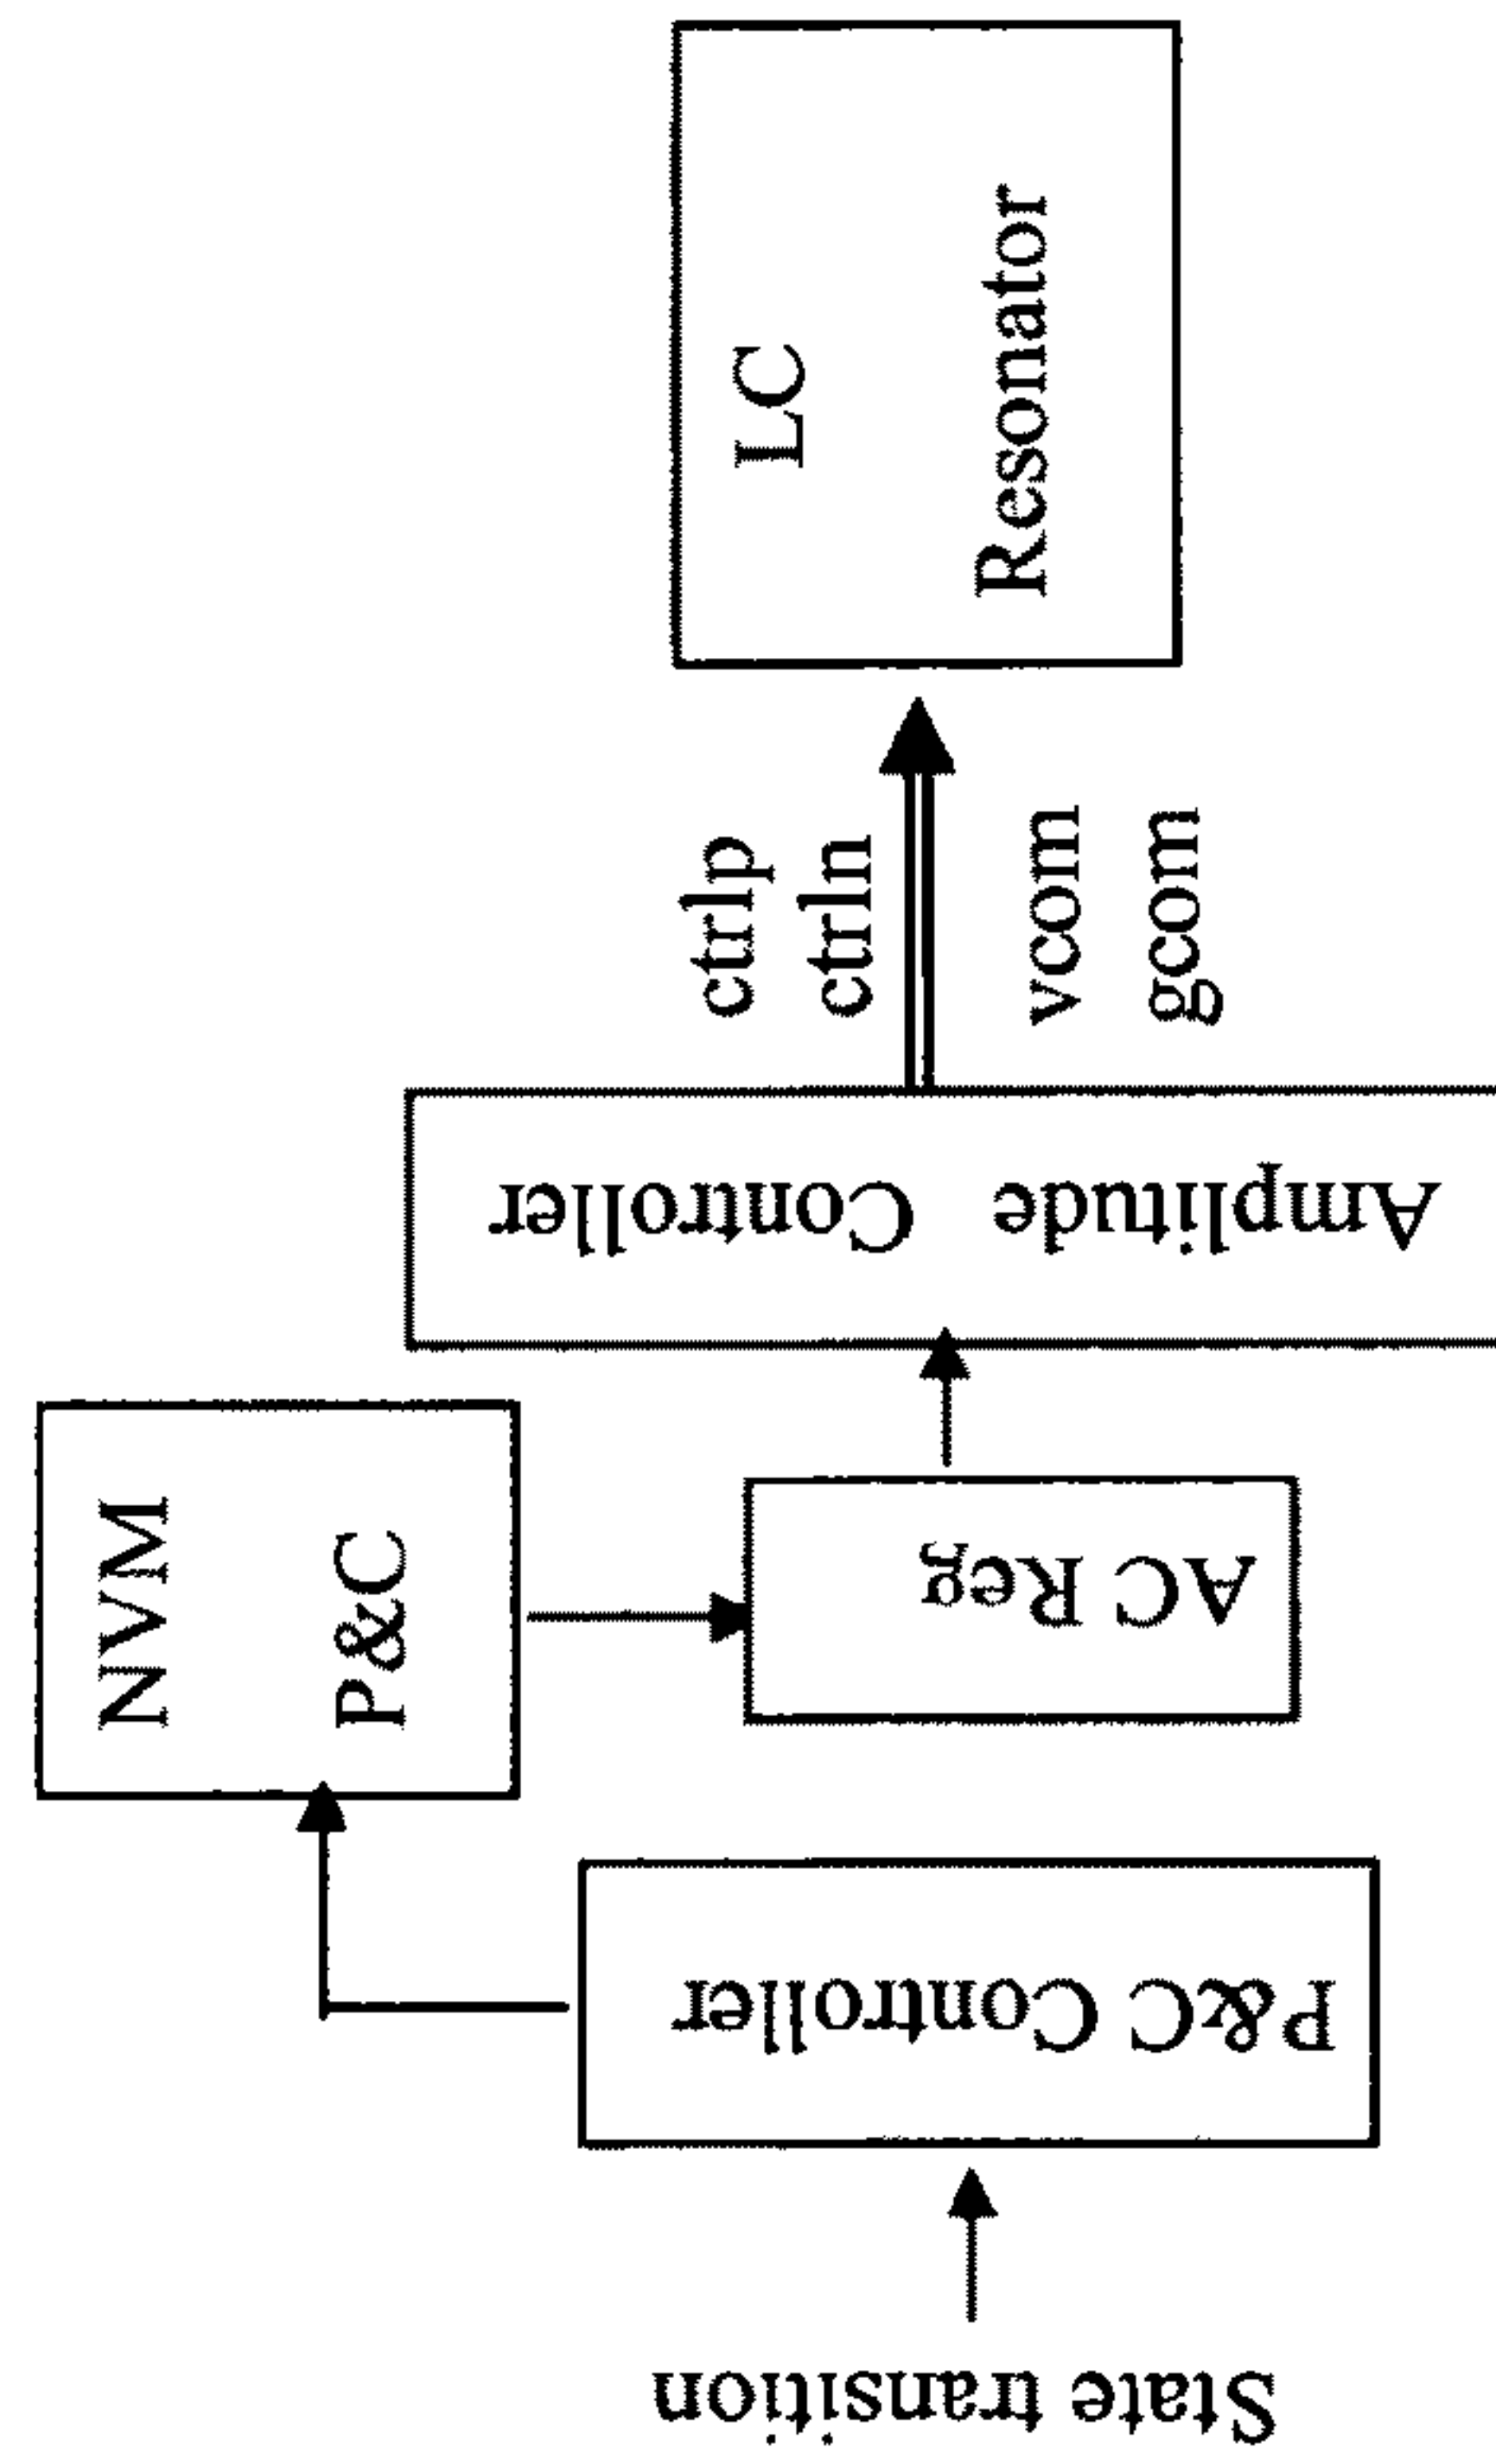 State transition
P&C Controller
NVM
P&C
AC Reg
Amplitude Controller
ctrlp
ctrln
vcom
gcom
LC
Resonator